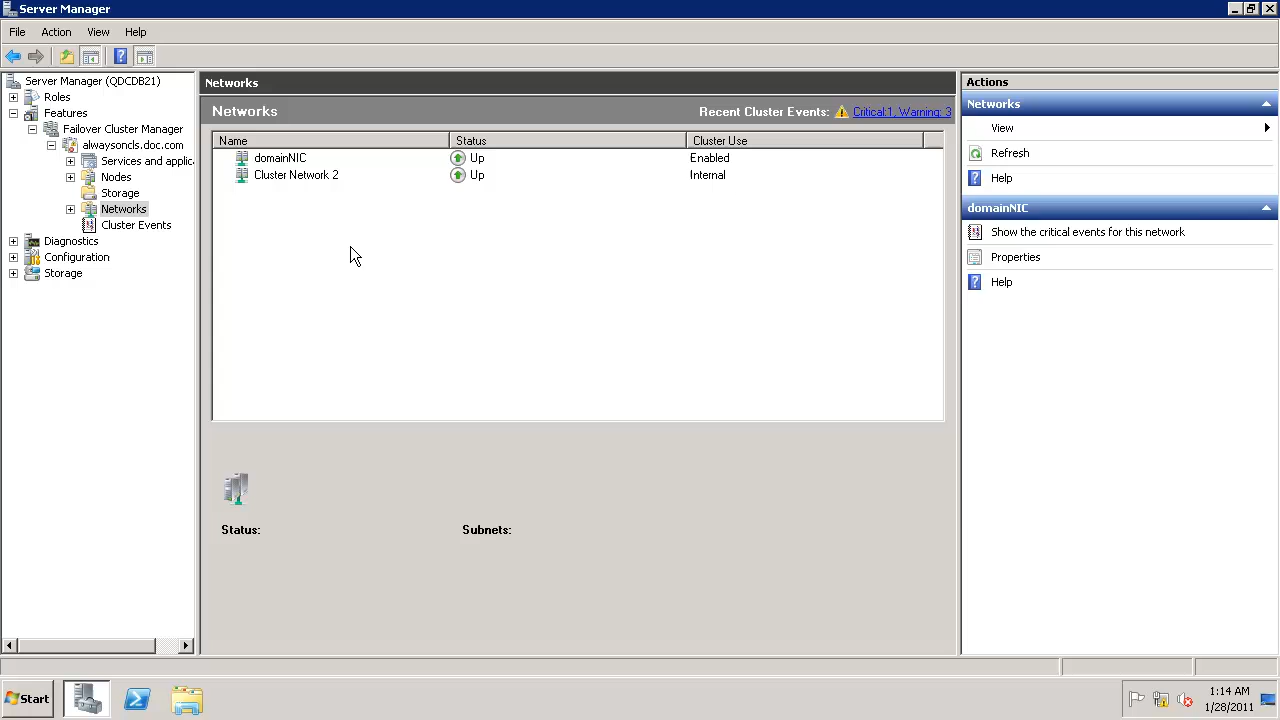 Server Manager
File Action View Help
Server Manager (QDCDB21)
Roles
Features
Failover Cluster Manager
alwaysoncls.doc.com
Services and applic
Nodes
Storage
Networks
Cluster Events
Diagnostics
Configuration
Storage
Networks
Networks
Recent Cluster Events: Critical:1, Warning: 3
Name Status Cluster Use
domainNIC Up Enabled
Cluster Network 2 Up Internal
Status: Subnets:
Actions
Networks
View
Refresh
Help
domainNIC
Show the critical events for this network
Properties
Help
Start
1:14 AM
1/28/2011